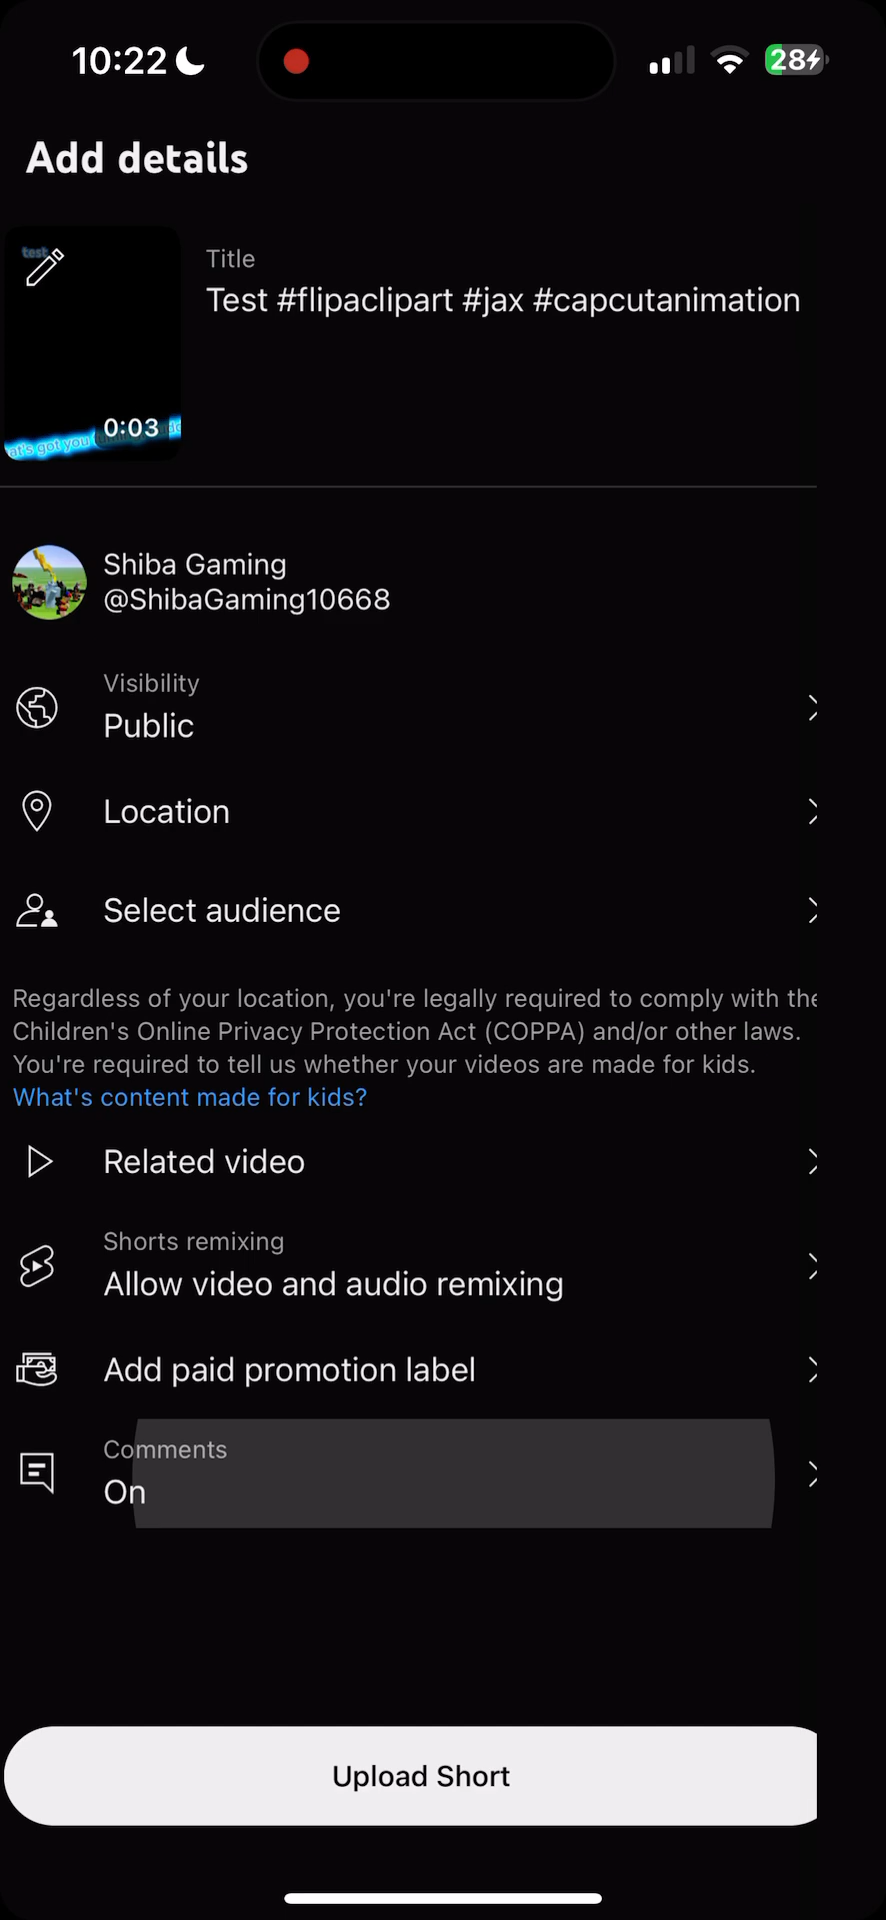 10:22
28
Add details
test
Title
Test #flipaclipart #jax #capcutanimation
0:03
at's got you
Shiba Gaming
@ShibaGaming10668
Visibility
Public
Location
Select audience
Regardless of your location, you're legally required to comply with the
Children's Online Privacy Protection Act (COPPA) and/or other laws.
You're required to tell us whether your videos are made for kids.
What's content made for kids?
Related video
Shorts remixing
Allow video and audio remixing
Add paid promotion label
Comments
On
Upload Short